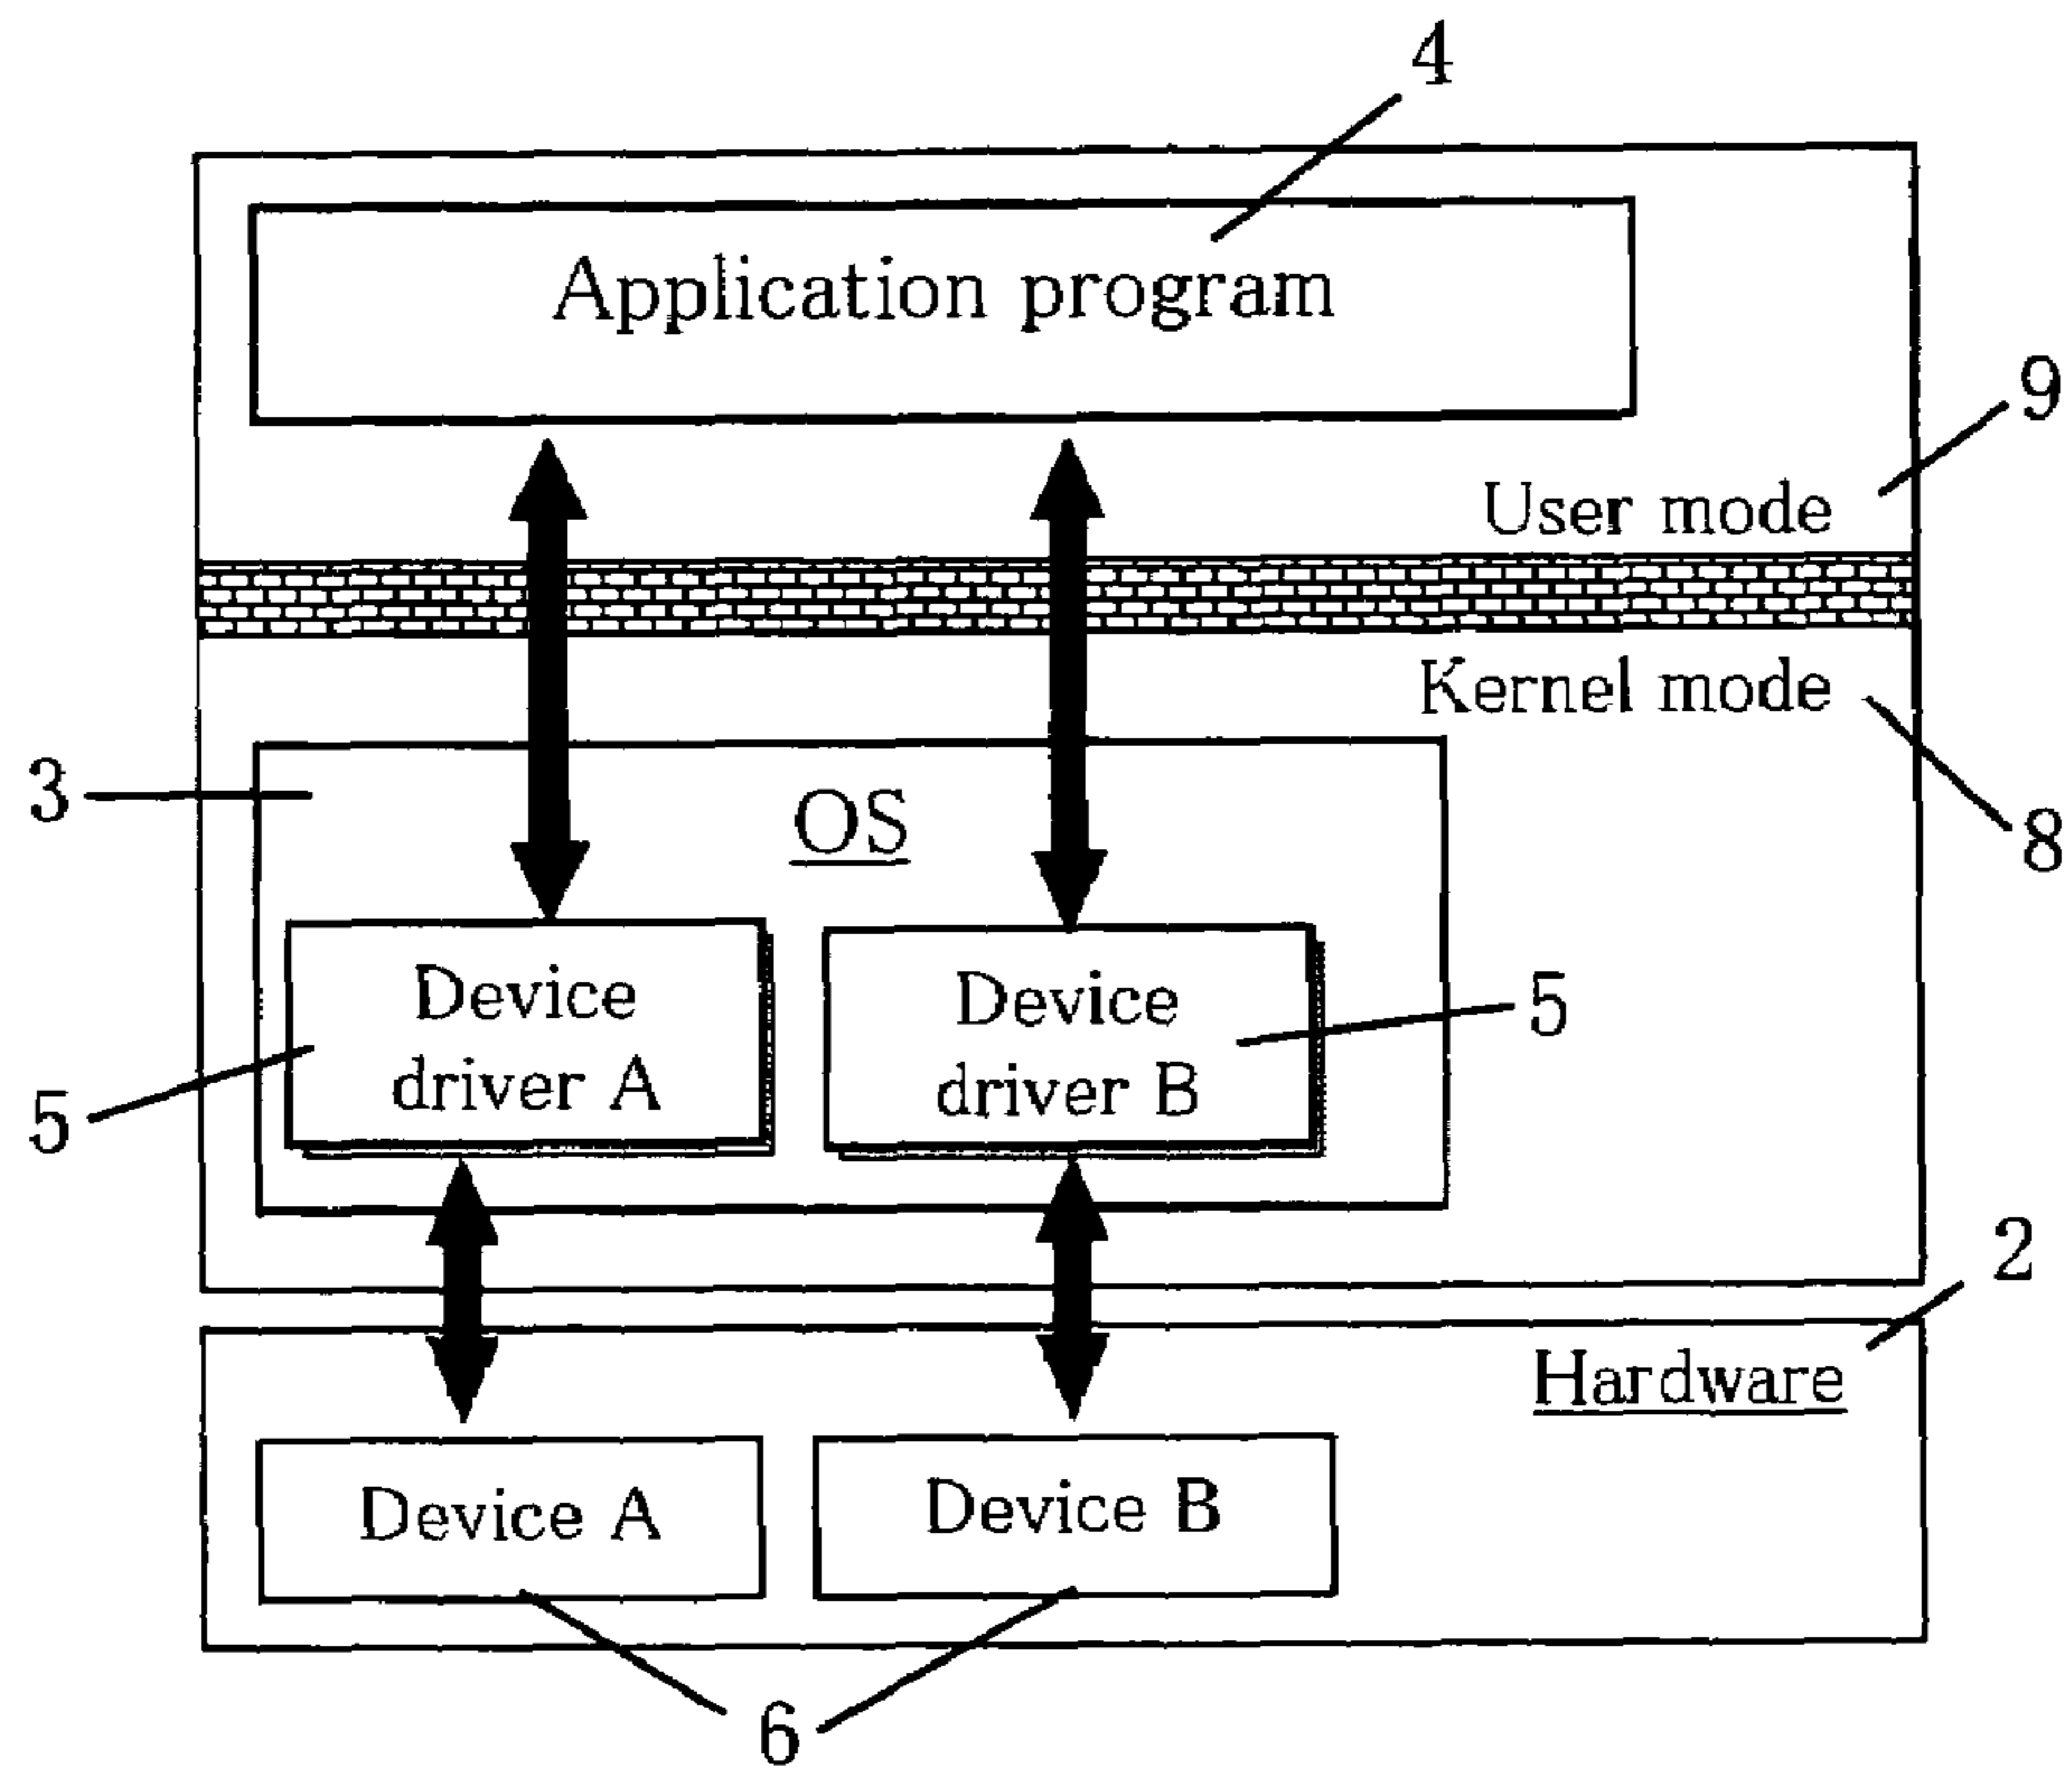 4
Application program
9
User mode
Kernel mode
3
OS
8
Device
driver A
Device
driver B
5
5
2
Hardware
Device A
Device B
6